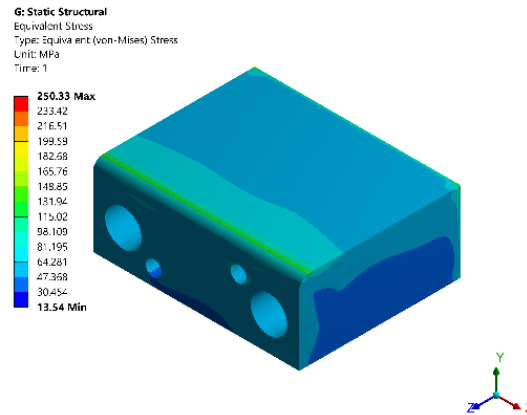 G: Static Structural
Equivalent Stress
Type: Equivalent (von-Mises) Stress
Unit: MPa
Time: 1
250.33 Max
233.42
216.51
199.59
182.68
165.76
148.85
131.94
115.02
98.109
81.195
64.281
47.368
30.454
13.54 Min
Y
Z
X